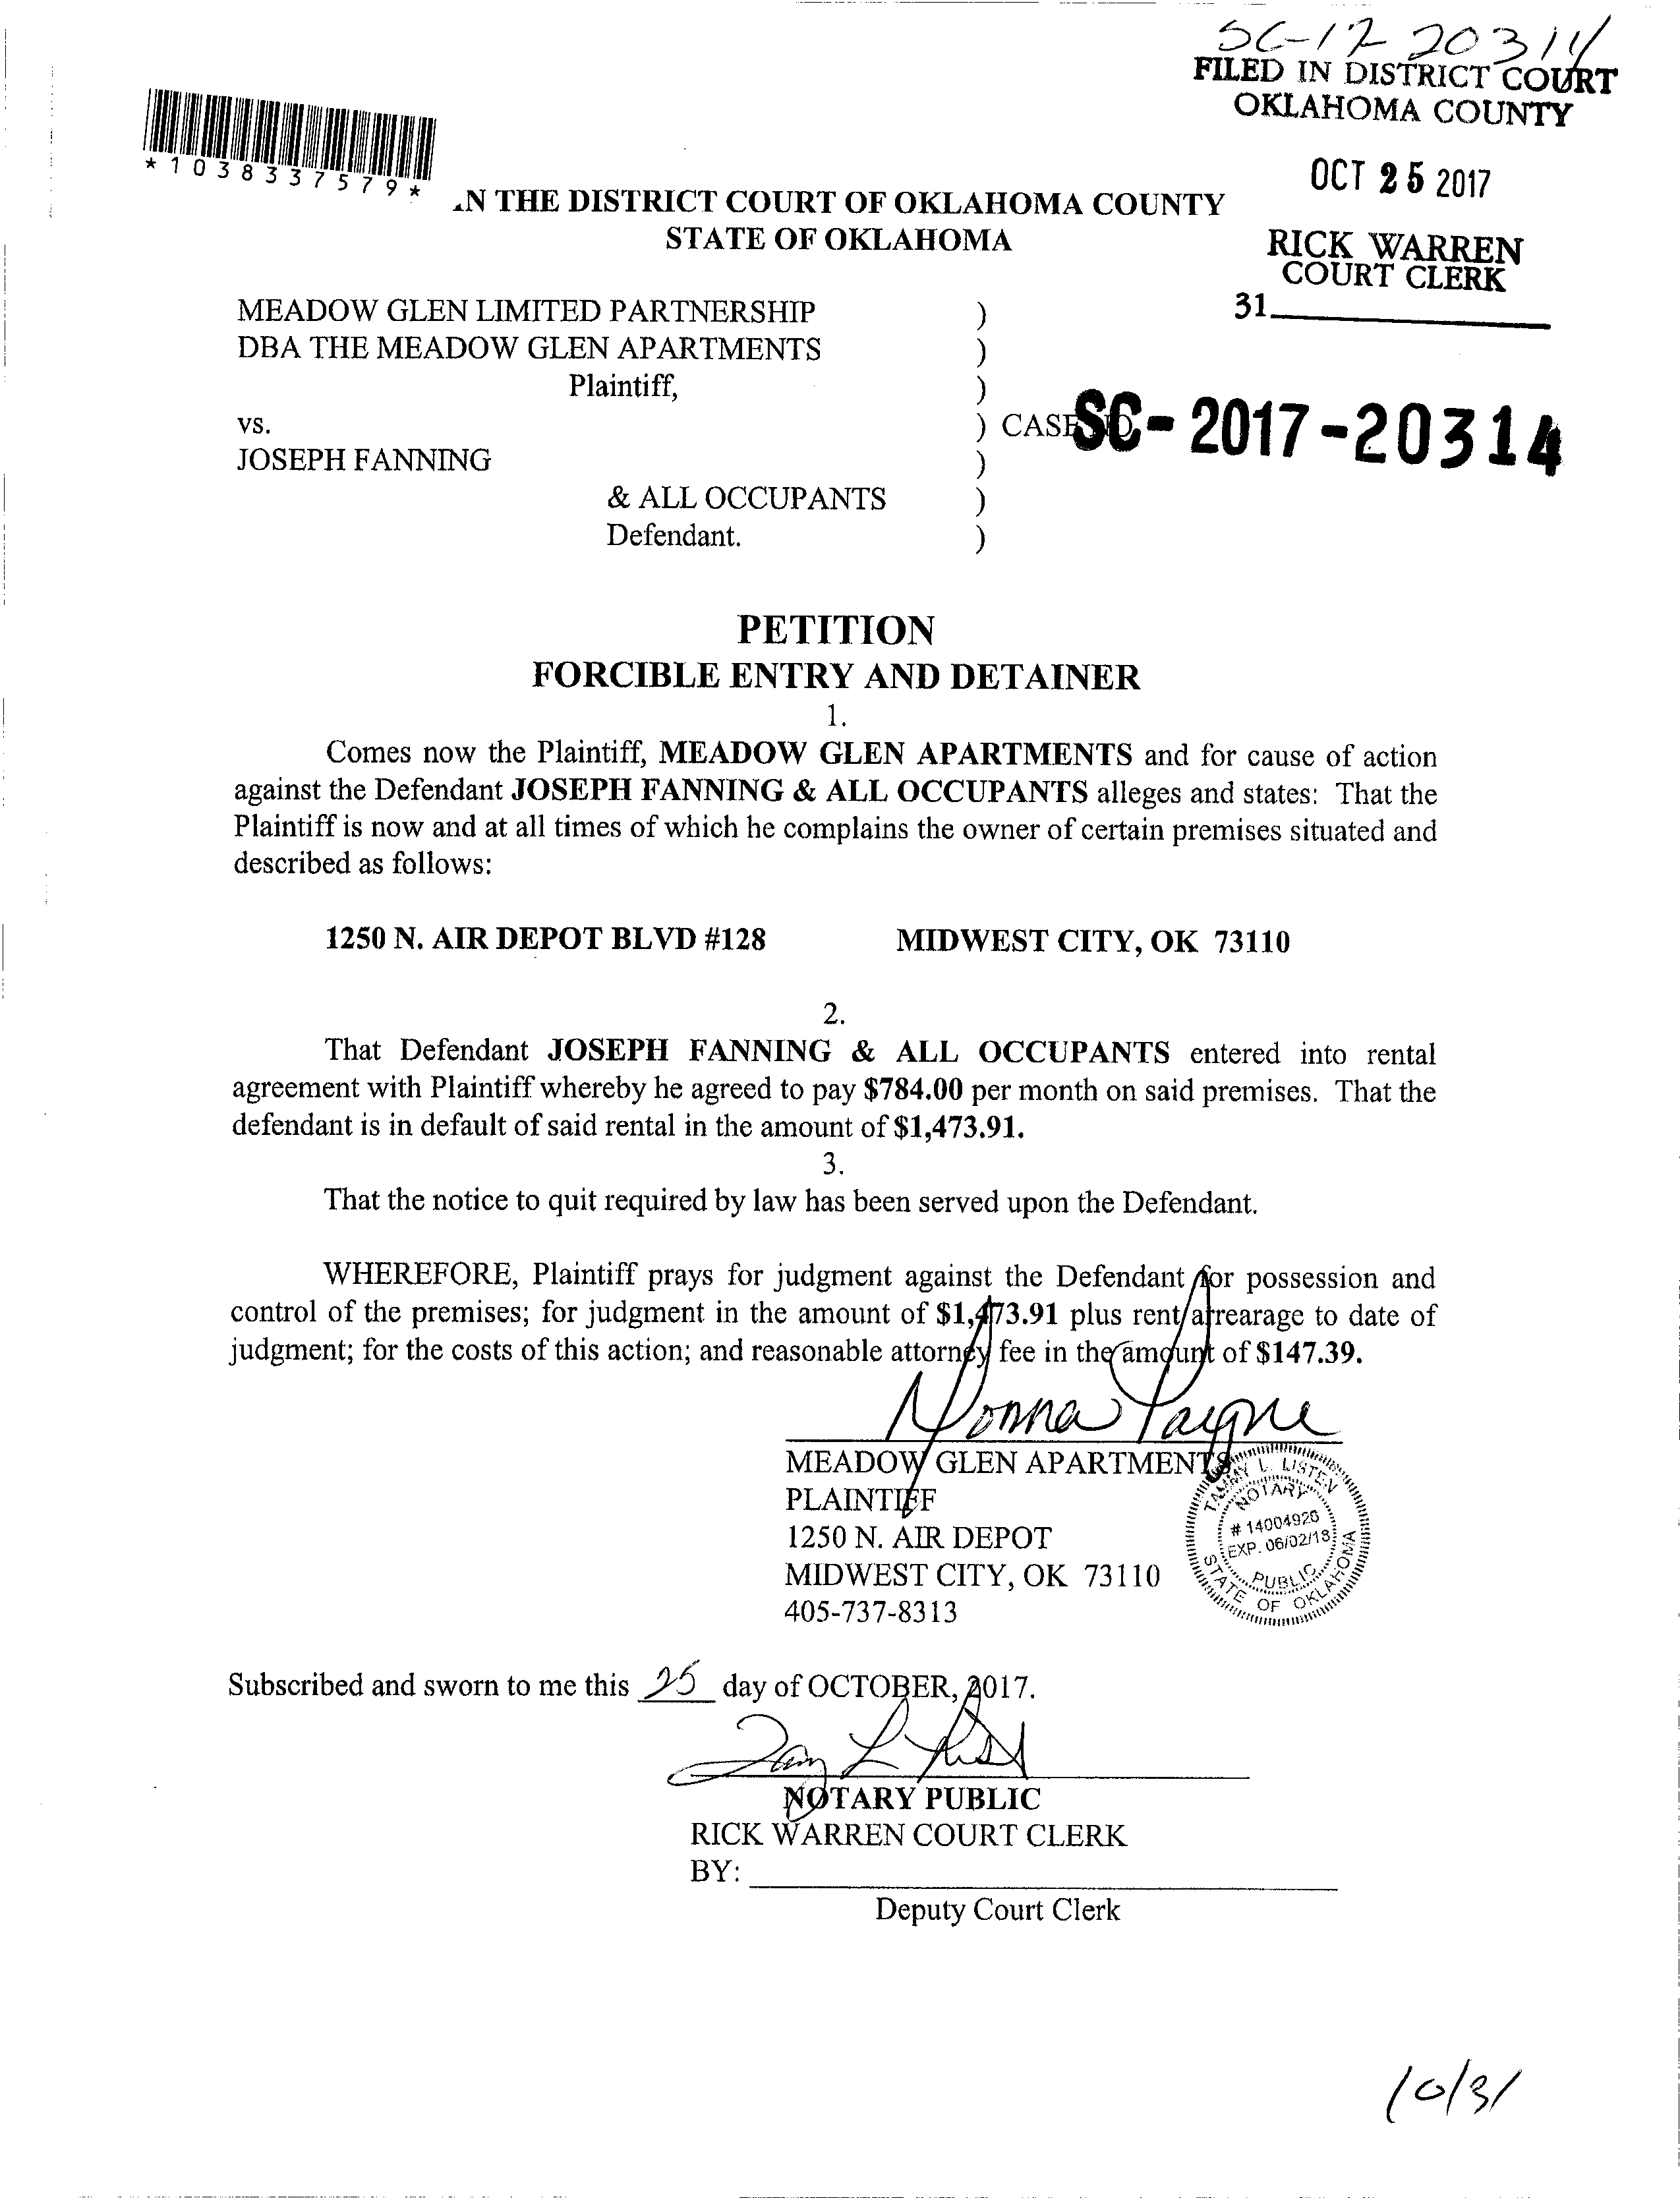 SC-17-20314
FILED IN DISTRICT COURT
OKLAHOMA COUNTY
OCT 25 2017
RICK WARREN
COURT CLERK
31
*1038337579*
N THE DISTRICT COURT OF OKLAHOMA COUNTY
STATE OF OKLAHOMA
MEADOW GLEN LIMITED PARTNERSHIP )
DBA THE MEADOW GLEN APARTMENTS )
Plaintiff, )
vs. ) CASE NO. SC-2017-20314
JOSEPH FANNING )
& ALL OCCUPANTS )
Defendant. )
PETITION
FORCIBLE ENTRY AND DETAINER
1.
Comes now the Plaintiff, MEADOW GLEN APARTMENTS and for cause of action
against the Defendant JOSEPH FANNING & ALL OCCUPANTS alleges and states: That the
Plaintiff is now and at all times of which he complains the owner of certain premises situated and
described as follows:
1250 N. AIR DEPOT BLVD #128 MIDWEST CITY, OK 73110
2.
That Defendant JOSEPH FANNING & ALL OCCUPANTS entered into rental
agreement with Plaintiff whereby he agreed to pay $784.00 per month on said premises. That the
defendant is in default of said rental in the amount of $1,473.91.
3.
That the notice to quit required by law has been served upon the Defendant.
WHEREFORE, Plaintiff prays for judgment against the Defendant for possession and
control of the premises; for judgment in the amount of $1,473.91 plus rent arrearage to date of
judgment; for the costs of this action; and reasonable attorney fee in the amount of $147.39.
Donna Payne
MEADOW GLEN APARTMENTS
PLAINTIFF
1250 N. AIR DEPOT
MIDWEST CITY, OK 73110
405-737-8313
TAMMY L. LISTEN
NOTARY
# 14004920
EXP. 06/02/18
PUBLIC
STATE OF OKLAHOMA
Subscribed and sworn to me this 25 day of OCTOBER, 2017.
NOTARY PUBLIC
RICK WARREN COURT CLERK
BY:
Deputy Court Clerk
10/31